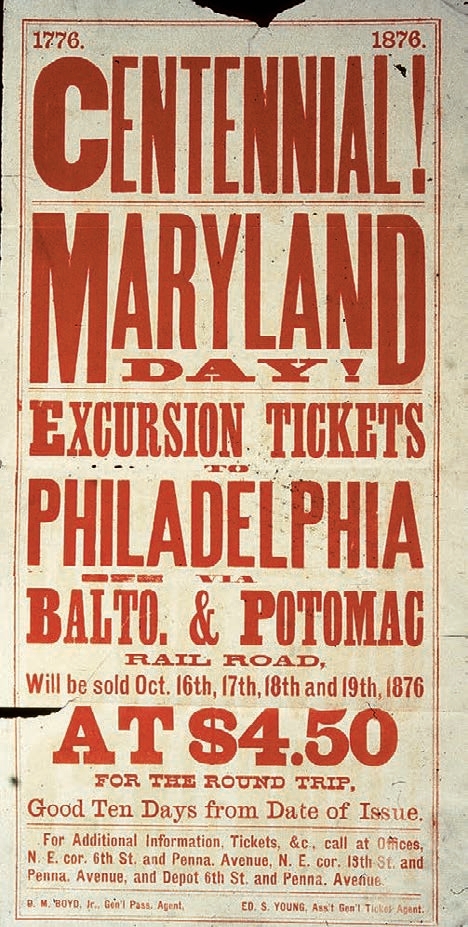 1776. 1876.
CENTENNIAL!
MARYLAND
DAY!
EXCURSION TICKETS
TO
PHILADELPHIA
VIA
BALTO. & POTOMAC
RAIL ROAD,
Will be sold Oct. 16th, 17th, 18th and 19th, 1876
AT $4.50
FOR THE ROUND TRIP,
Good Ten Days from Date of Issue.
For Additional Information, Tickets, &c., call at Offices,
N. E. cor. 6th St. and Penna. Avenue, N. E. cor. 13th St. and
Penna. Avenue, and Depot 6th St. and Penna. Avenue.
D. M. BOYD, Jr., Gen'l Pass. Agent, ED. S. YOUNG, Ass't Gen'l Ticket Agent.